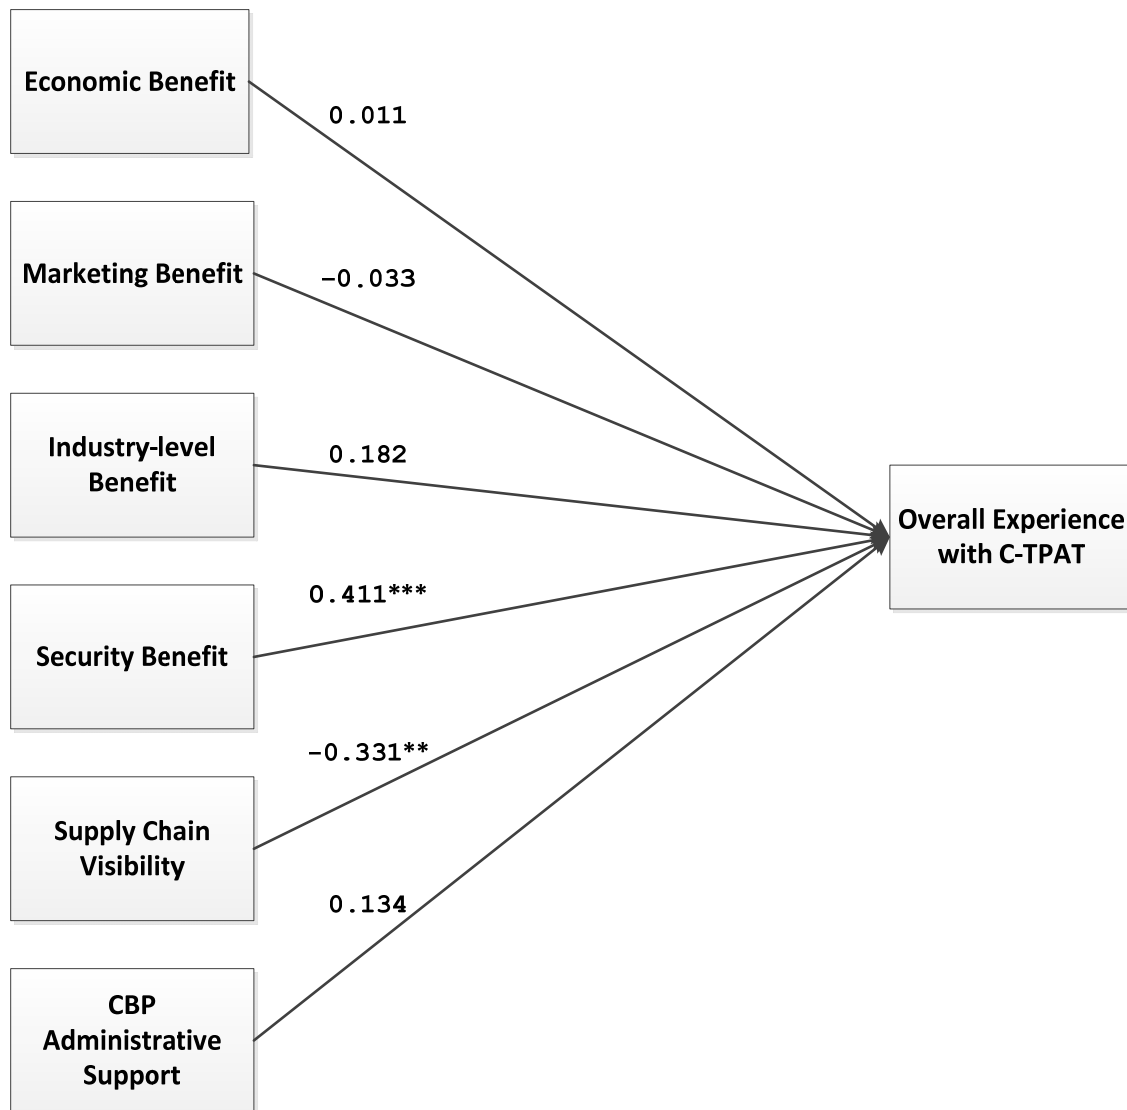 Economic Benefit
0.011
Marketing Benefit
-0.033
Industry-level
Benefit
0.182
Overall Experience
with C-TPAT
Security Benefit
0.411***
Supply Chain
Visibility
-0.331**
CBP
Administrative
Support
0.134